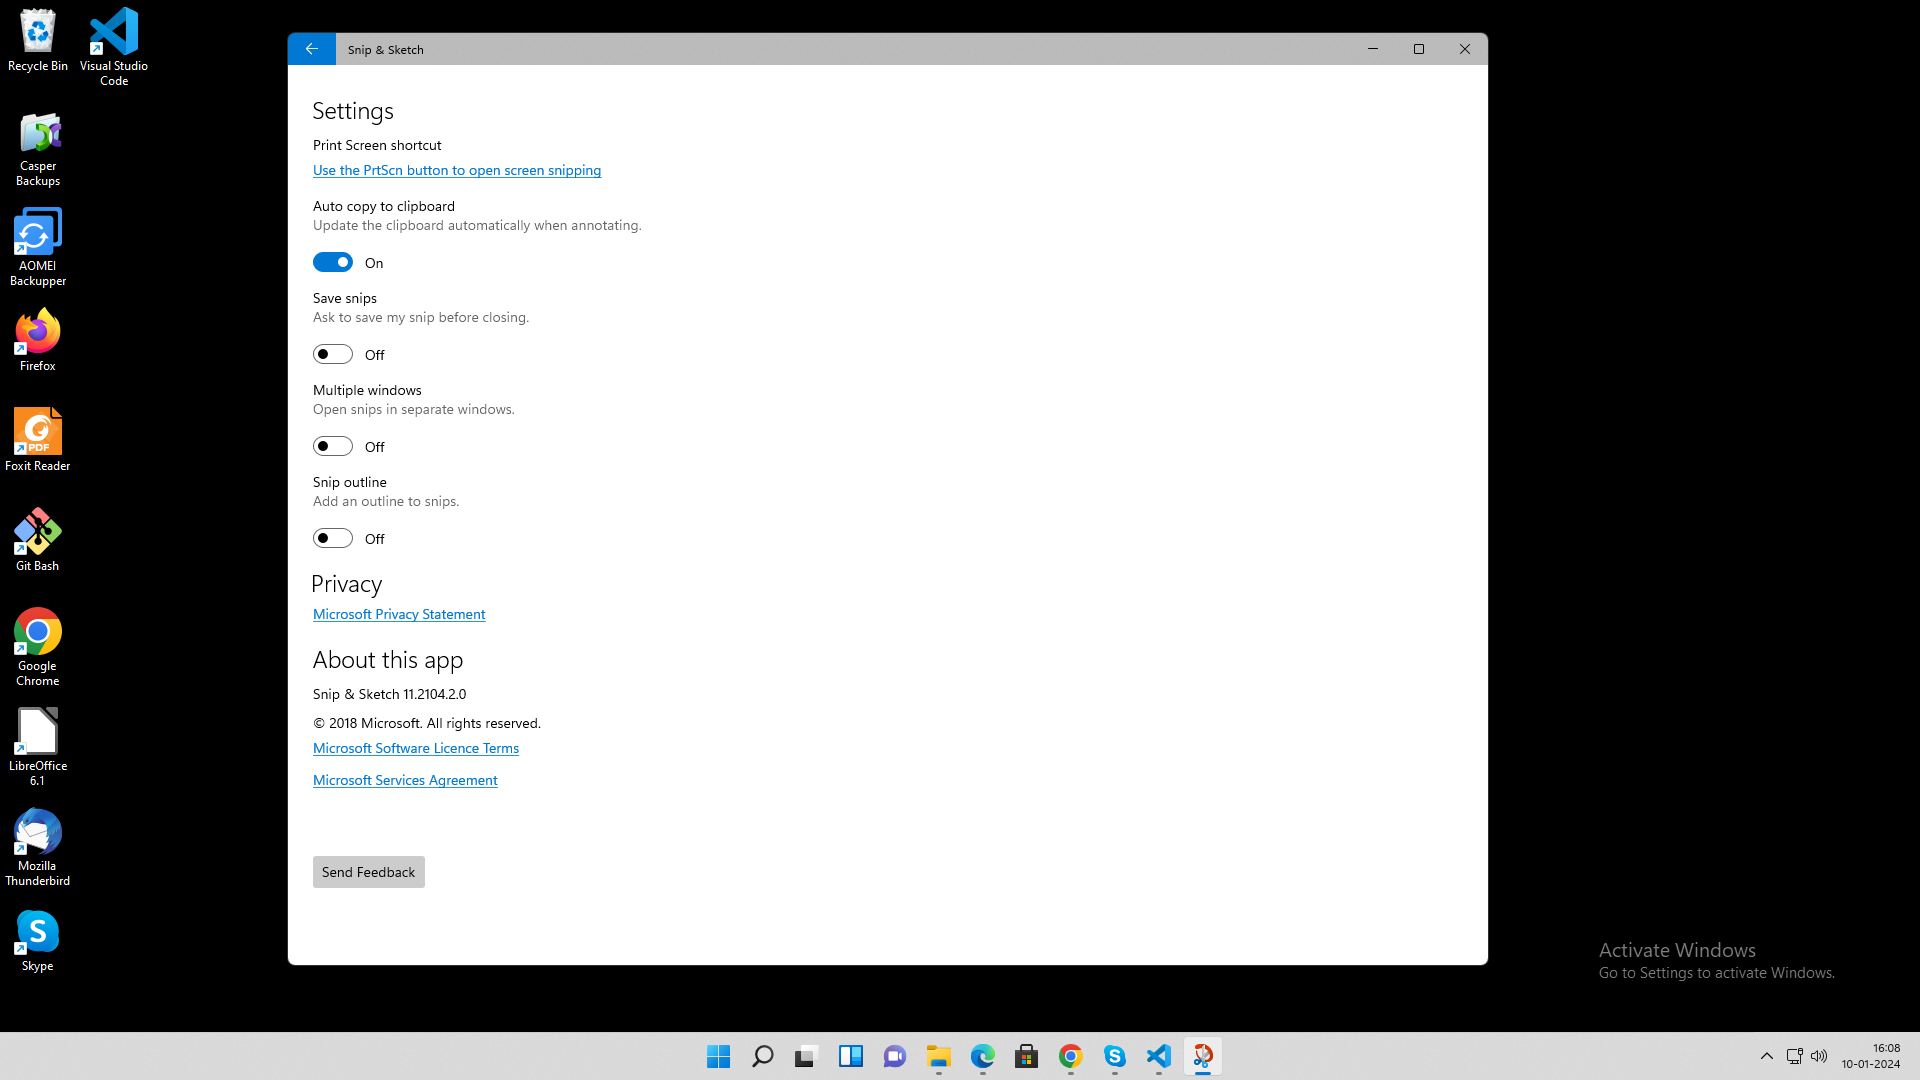 Recycle Bin
Visual Studio
Code
Casper
Backups
AOMEI
Backupper
Firefox
PDF
Foxit Reader
Git Bash
Google
Chrome
LibreOffice
6.1
Mozilla
Thunderbird
S
Skype
Snip & Sketch
Settings
Print Screen shortcut
Use the PrtScn button to open screen snipping
Auto copy to clipboard
Update the clipboard automatically when annotating.
On
Save snips
Ask to save my snip before closing.
Off
Multiple windows
Open snips in separate windows.
Off
Snip outline
Add an outline to snips.
Off
Privacy
Microsoft Privacy Statement
About this app
Snip & Sketch 11.2104.2.0
© 2018 Microsoft. All rights reserved.
Microsoft Software Licence Terms
Microsoft Services Agreement
Send Feedback
Activate Windows
Go to Settings to activate Windows.
S
16:08
10-01-2024